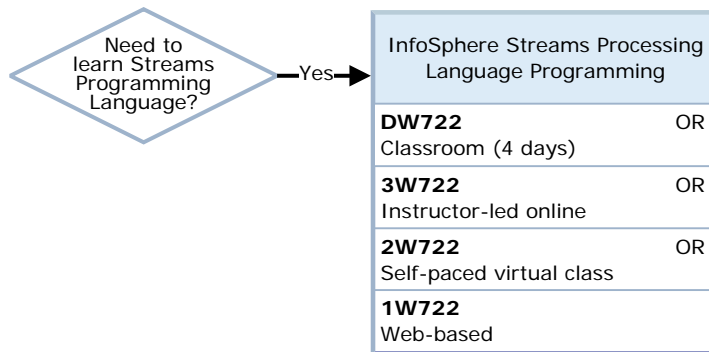 Need to
learn Streams
Programming
Language?
Yes
InfoSphere Streams Processing
Language Programming
DW722 OR
Classroom (4 days)
3W722 OR
Instructor-led online
2W722 OR
Self-paced virtual class
1W722
Web-based